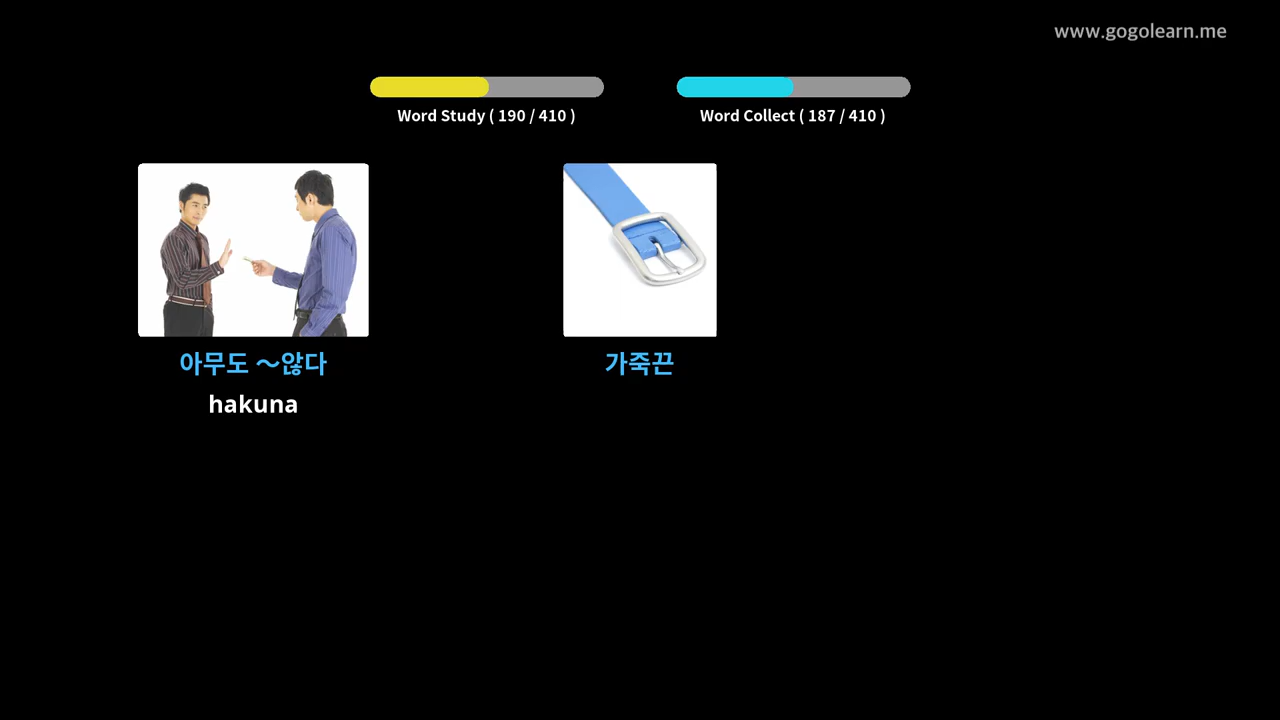 www.gogolearn.me
Word Study ( 190 / 410 )
Word Collect ( 187 / 410 )
아무도 ～않다
hakuna
가죽끈